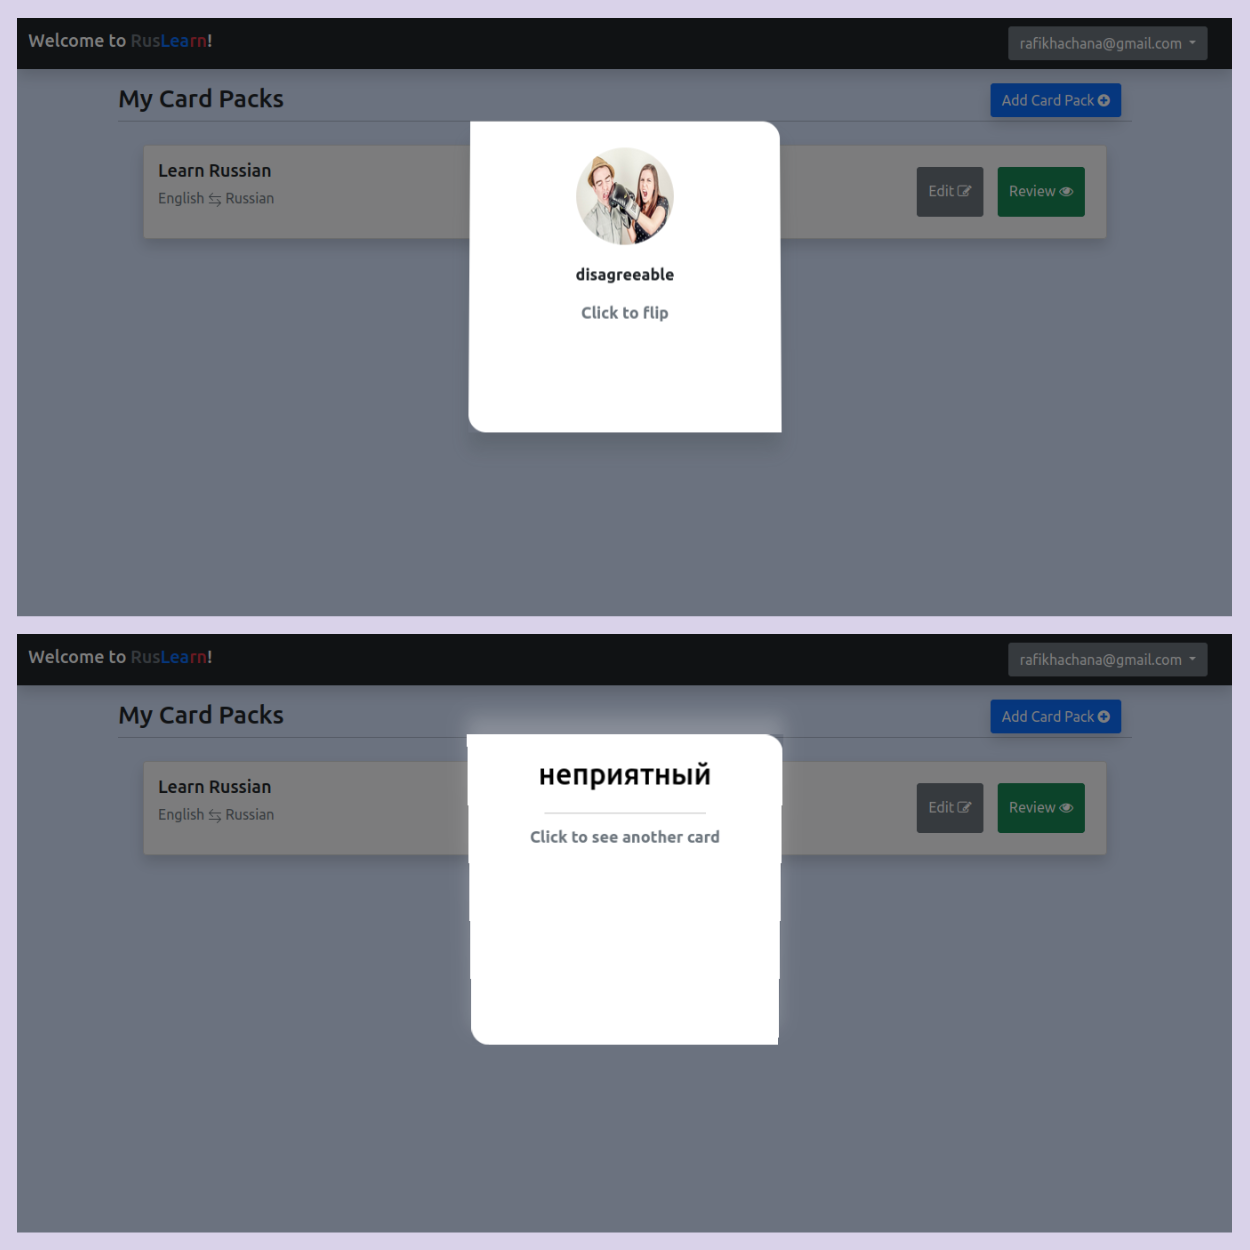 Welcome to RusLearn!
rafikhachana@gmail.com
My Card Packs
Add Card Pack
Learn Russian
English ⇆ Russian
Edit
Review
disagreeable
Click to flip
Welcome to RusLearn!
rafikhachana@gmail.com
My Card Packs
Add Card Pack
Learn Russian
English ⇆ Russian
Edit
Review
неприятный
Click to see another card